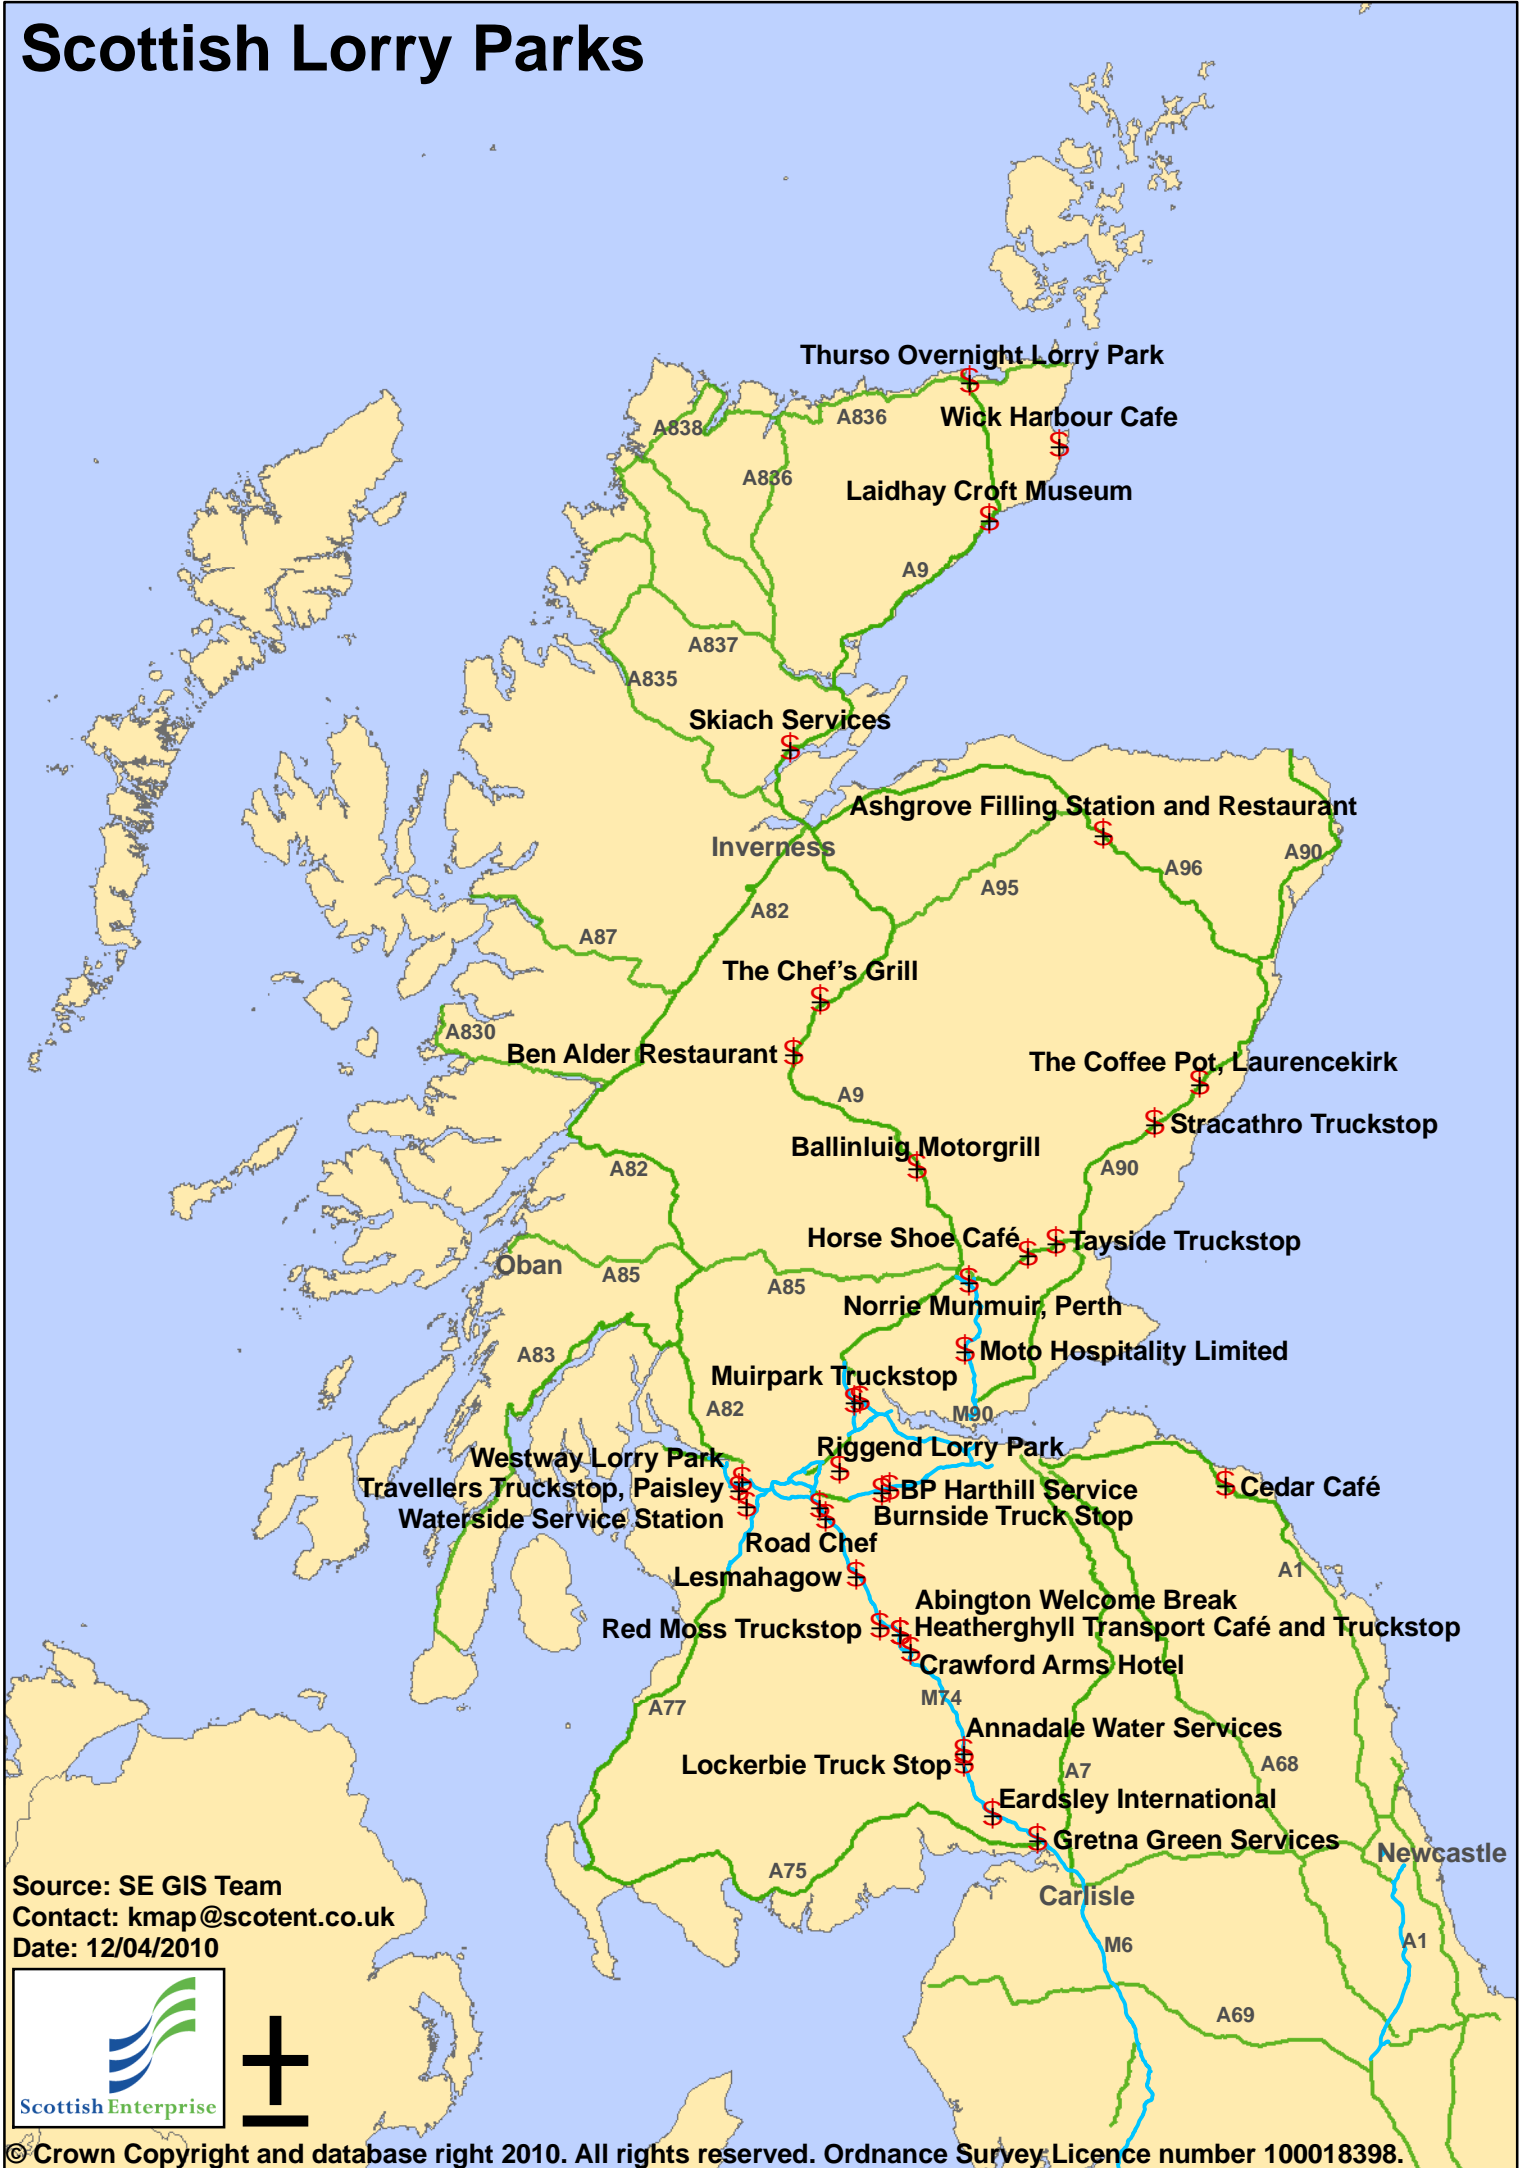 Scottish Lorry Parks
Thurso Overnight Lorry Park
A836
Wick Harbour Cafe
A838
A836
Laidhay Croft Museum
A9
A837
A835
Skiach Services
Ashgrove Filling Station and Restaurant
Inverness
A90
A96
A95
A82
A87
The Chef’s Grill
A830
Ben Alder Restaurant
The Coffee Pot, Laurencekirk
A9
Stracathro Truckstop
Ballinluig Motorgrill
A82
A90
Horse Shoe Café
Tayside Truckstop
Oban
A85
A85
Norrie Munmuir, Perth
A83
Moto Hospitality Limited
Muirpark Truckstop
A82
M90
Riggend Lorry Park
Westway Lorry Park
Travellers Truckstop, Paisley
BP Harthill Service
Cedar Café
Waterside Service Station
Burnside Truck Stop
Road Chef
A1
Lesmahagow
Abington Welcome Break
Red Moss Truckstop
Heatherghyll Transport Café and Truckstop
Crawford Arms Hotel
M74
A77
Annadale Water Services
Lockerbie Truck Stop
A7
A68
Eardsley International
Gretna Green Services
Newcastle
A75
Carlisle
Source: SE GIS Team
Contact: kmap@scotent.co.uk
Date: 12/04/2010
M6
A1
A69
Scottish Enterprise
© Crown Copyright and database right 2010. All rights reserved. Ordnance Survey Licence number 100018398.